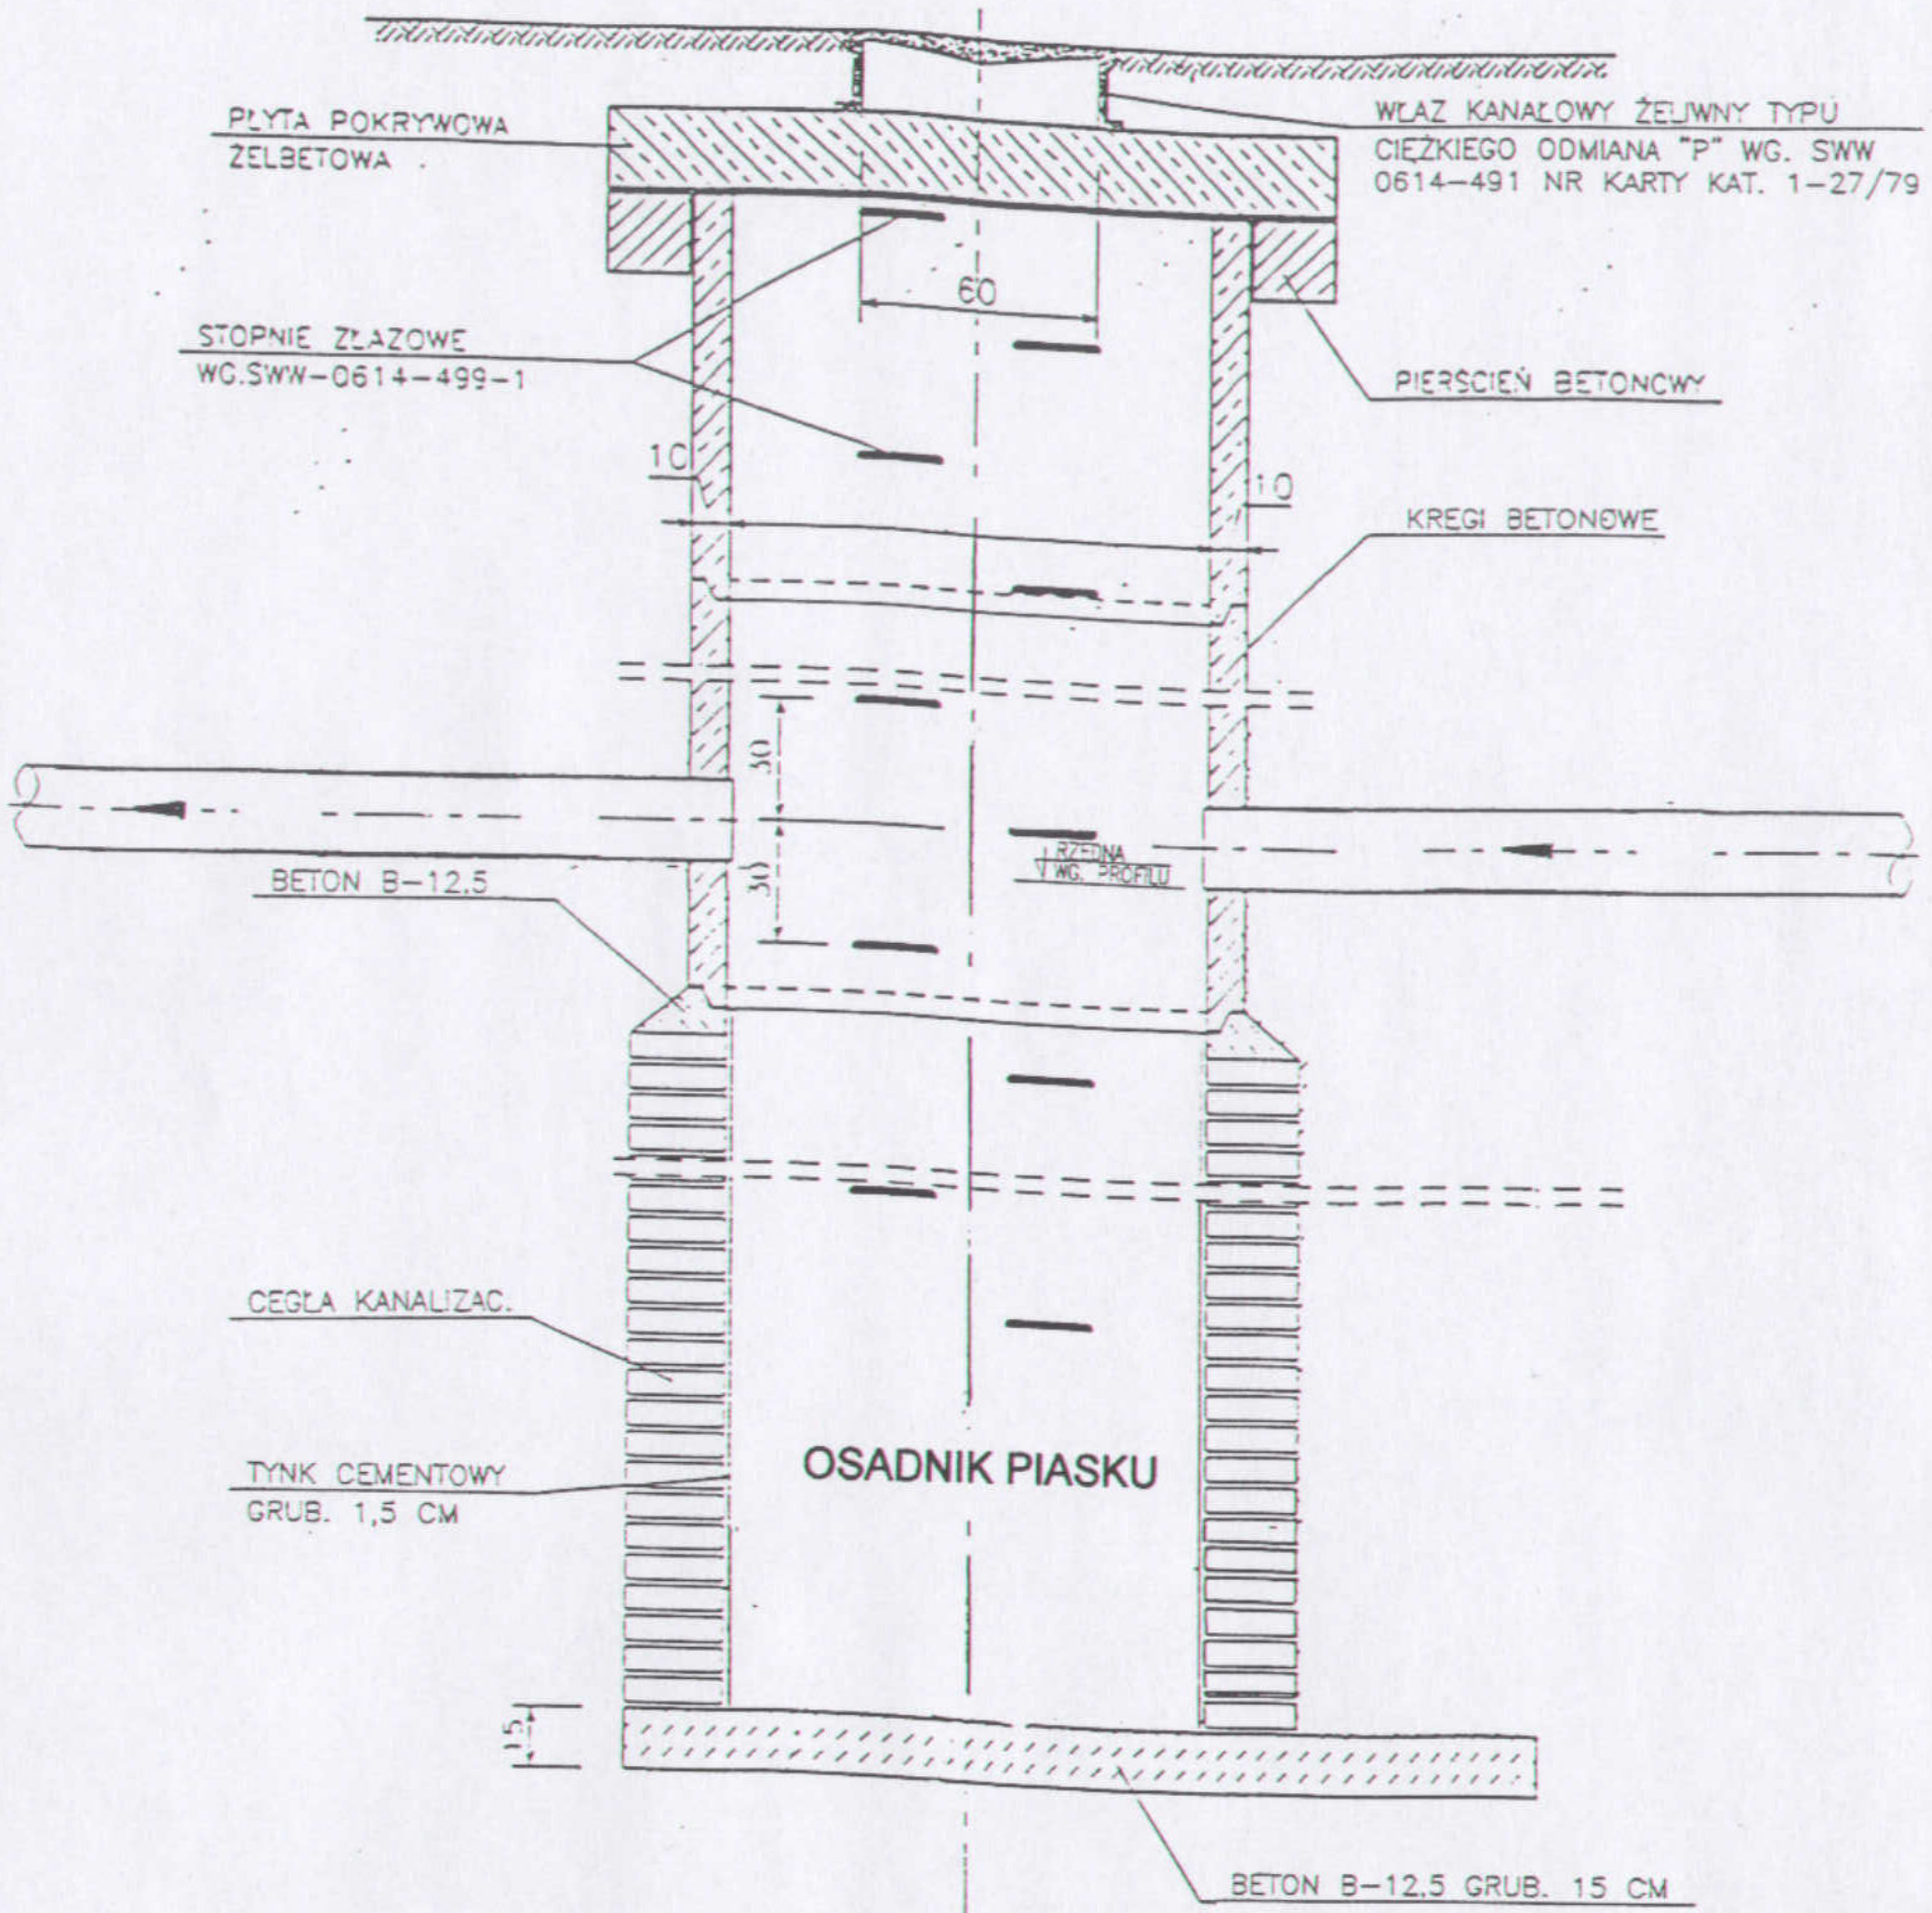 PŁYTA POKRYWOWA
ŻELBETOWA
WŁAZ KANAŁOWY ŻELIWNY TYPU
CIĘŻKIEGO ODMIANA "P" WG. SWW
0614-491 NR KARTY KAT. 1-27/79
60
STOPNIE ZŁAZOWE
WG.SWW-0614-499-1
PIERŚCIEŃ BETONOWY
10
10
KRĘGI BETONOWE
30
30
RZĘDNA
WG. PROFILU
BETON B-12.5
CEGŁA KANALIZAC.
OSADNIK PIASKU
TYNK CEMENTOWY
GRUB. 1,5 CM
15
BETON B-12.5 GRUB. 15 CM